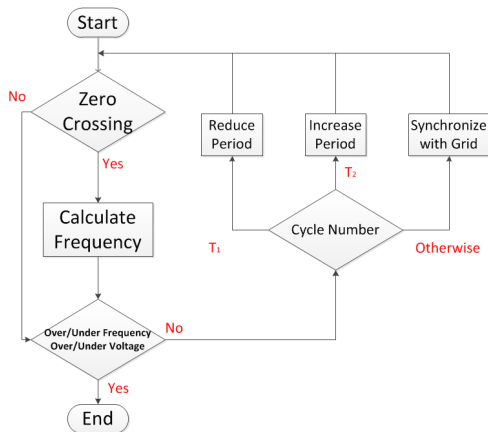 Start
No
Zero
Crossing
Yes
Calculate
Frequency
Over/Under Frequency
Over/Under Voltage
No
Yes
End
Reduce
Period
Increase
Period
Synchronize
with Grid
T₂
Cycle Number
T₁
Otherwise